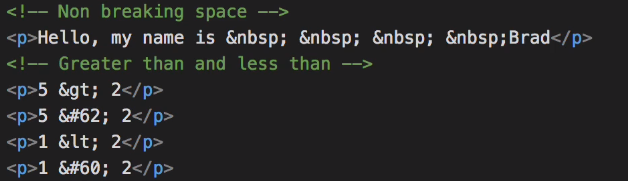 <!-- Non breaking space -->
<p>Hello, my name is &nbsp; &nbsp; &nbsp; &nbsp;Brad</p>
<!-- Greater than and less than -->
<p>5 &gt; 2</p>
<p>5 &#62; 2</p>
<p>1 &lt; 2</p>
<p>1 &#60; 2</p>